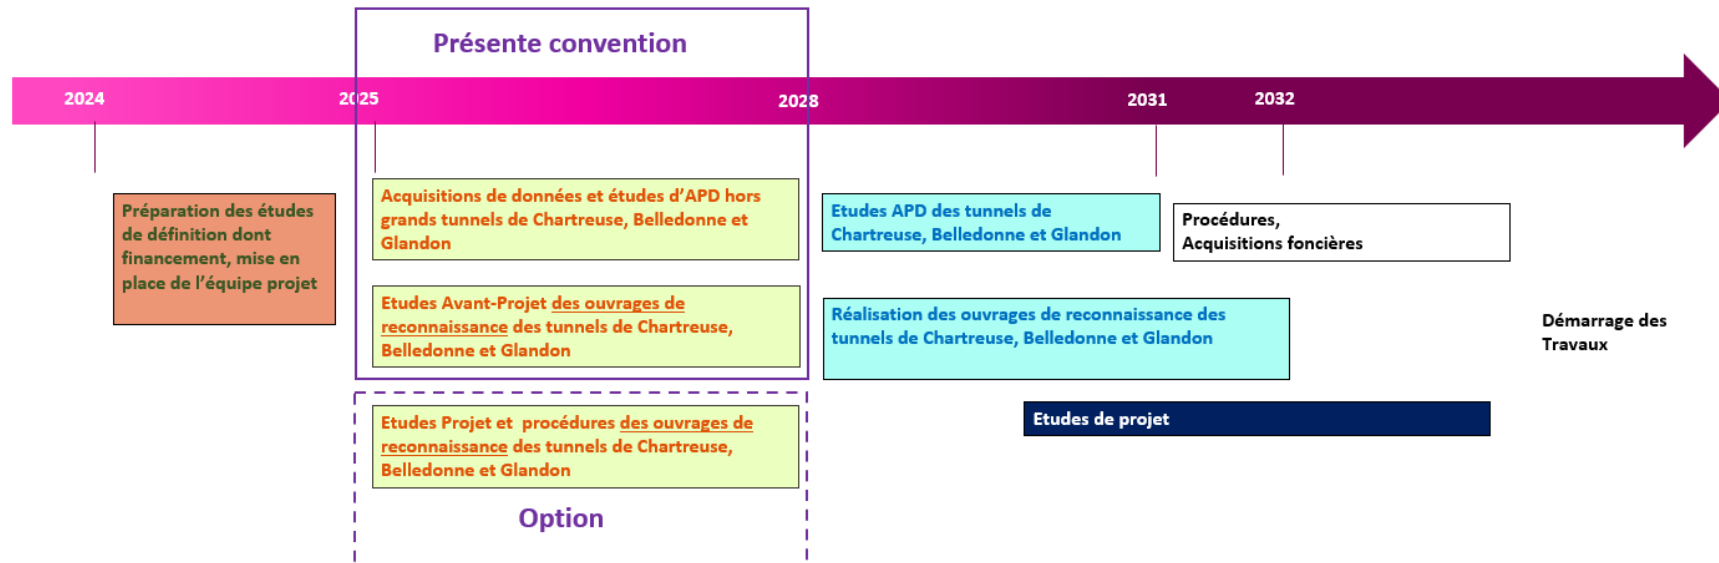 Présente convention
2024
2025
2028
2031
2032
Préparation des études
de définition dont
financement, mise en
place de l’équipe projet
Acquisitions de données et études d’APD hors
grands tunnels de Chartreuse, Belledonne et
Glandon
Etudes Avant-Projet des ouvrages de
reconnaissance des tunnels de Chartreuse,
Belledonne et Glandon
Etudes Projet et  procédures des ouvrages de
reconnaissance des tunnels de Chartreuse,
Belledonne et Glandon
Option
Etudes APD des tunnels de
Chartreuse, Belledonne et Glandon
Réalisation des ouvrages de reconnaissance des
tunnels de Chartreuse, Belledonne et Glandon
Etudes de projet
Procédures,
Acquisitions foncières
Démarrage des
Travaux